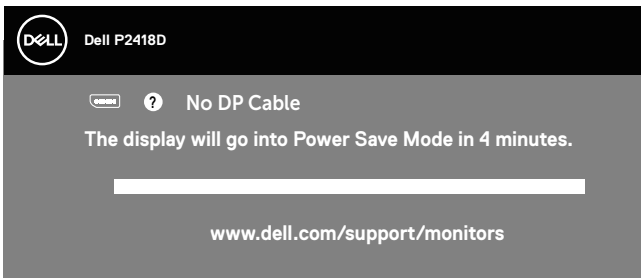 DELL
Dell P2418D
? No DP Cable
The display will go into Power Save Mode in 4 minutes.
www.dell.com/support/monitors